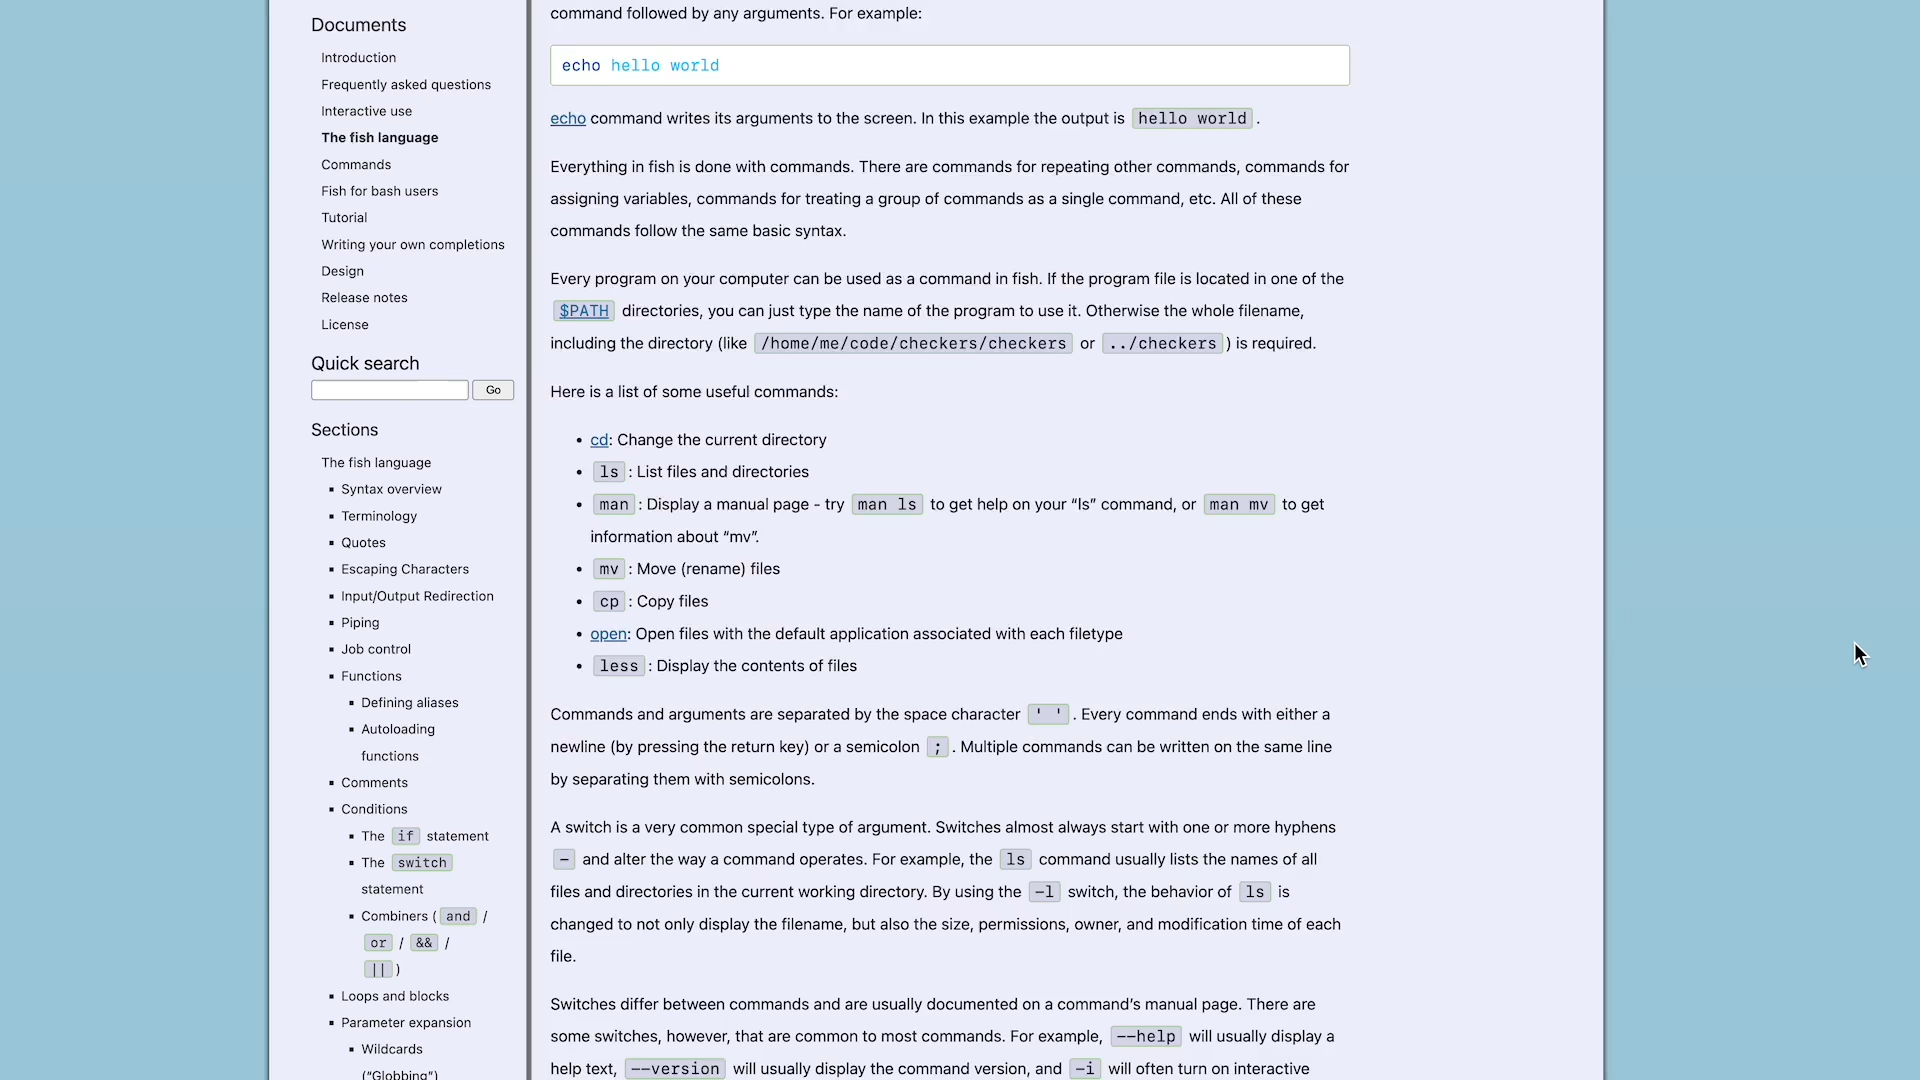 Documents
Introduction
Frequently asked questions
Interactive use
The fish language
Commands
Fish for bash users
Tutorial
Writing your own completions
Design
Release notes
License
Quick search
Go
Sections
The fish language
Syntax overview
Terminology
Quotes
Escaping Characters
Input/Output Redirection
Piping
Job control
Functions
Defining aliases
Autoloading
functions
Comments
Conditions
The if statement
The switch
statement
Combiners ( and /
or / && /
|| )
Loops and blocks
Parameter expansion
Wildcards
(“Globbing”)
command followed by any arguments. For example:
echo hello world
echo command writes its arguments to the screen. In this example the output is hello world .
Everything in fish is done with commands. There are commands for repeating other commands, commands for
assigning variables, commands for treating a group of commands as a single command, etc. All of these
commands follow the same basic syntax.
Every program on your computer can be used as a command in fish. If the program file is located in one of the
$PATH directories, you can just type the name of the program to use it. Otherwise the whole filename,
including the directory (like /home/me/code/checkers/checkers or ../checkers ) is required.
Here is a list of some useful commands:
• cd: Change the current directory
• ls : List files and directories
• man : Display a manual page - try man ls to get help on your “ls” command, or man mv to get
information about “mv”.
• mv : Move (rename) files
• cp : Copy files
• open: Open files with the default application associated with each filetype
• less : Display the contents of files
Commands and arguments are separated by the space character ' ' . Every command ends with either a
newline (by pressing the return key) or a semicolon ; . Multiple commands can be written on the same line
by separating them with semicolons.
A switch is a very common special type of argument. Switches almost always start with one or more hyphens
- and alter the way a command operates. For example, the ls command usually lists the names of all
files and directories in the current working directory. By using the -l switch, the behavior of ls is
changed to not only display the filename, but also the size, permissions, owner, and modification time of each
file.
Switches differ between commands and are usually documented on a command’s manual page. There are
some switches, however, that are common to most commands. For example, --help will usually display a
help text, --version will usually display the command version, and -i will often turn on interactive